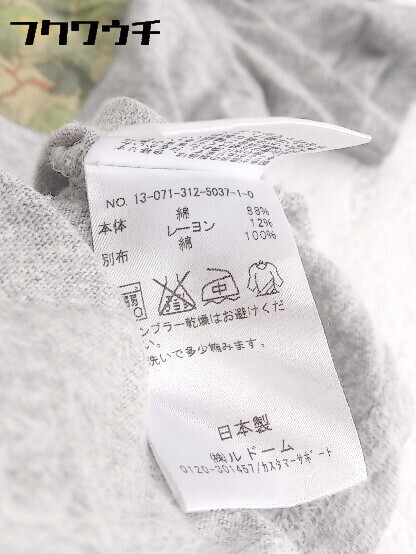 フクワウチ
NO. 13-071-312-5037-1-0
本体 綿 88%
レーヨン 12%
別布 綿 100%
弱 中
ンブラー乾燥はお避けくだ
い。
洗いで多少縮みます。
日本製
㈱ルドーム
0120-301457/カスタマーサポート